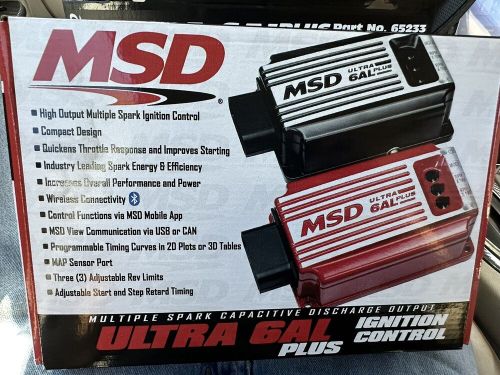 PLUS Part No. 65233
MSD
®
High Output Multiple Spark Ignition Control
Compact Design
Quickens Throttle Response and Improves Starting
Industry Leading Spark Energy & Efficiency
Increases Overall Performance and Power
Wireless Connectivity
Control Functions via MSD Mobile App
MSD View Communication via USB or CAN
Programmable Timing Curves in 2D Plots or 3D Tables
MAP Sensor Port
Three (3) Adjustable Rev Limits
Adjustable Start and Step Retard Timing
MSD ULTRA 6AL PLUS
MSD ULTRA 6AL PLUS
MULTIPLE SPARK CAPACITIVE DISCHARGE OUTPUT
ULTRA 6AL PLUS
IGNITION CONTROL